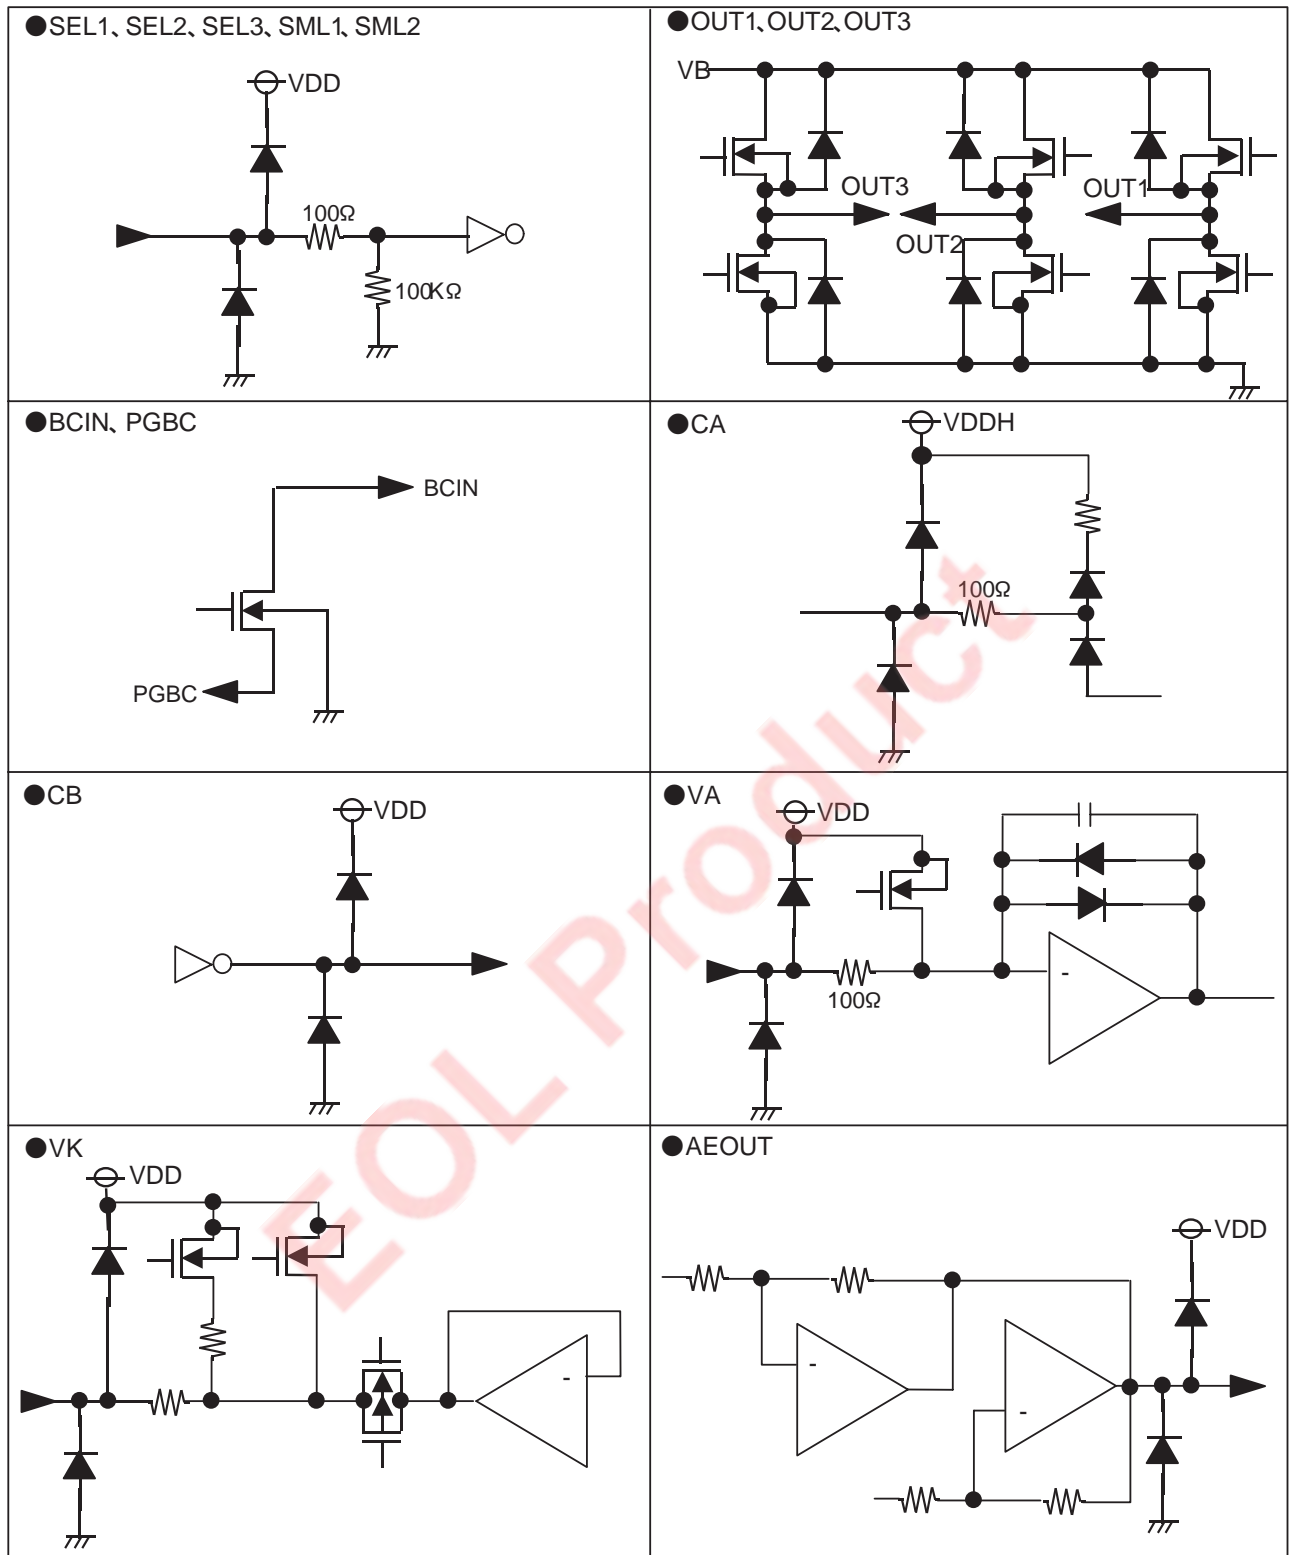 ●SEL1、SEL2、SEL3、SML1、SML2
VDD
100Ω
100KΩ
●OUT1、OUT2、OUT3
VB
OUT3
OUT1
OUT2
●BCIN、PGBC
BCIN
PGBC
●CA
VDDH
100Ω
●CB
VDD
●VA
VDD
100Ω
-
●VK
VDD
-
●AEOUT
VDD
-
-
EOL Product